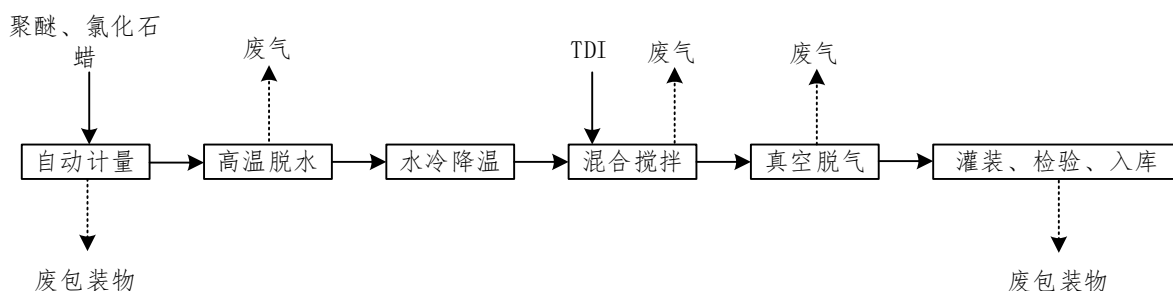 聚醚、氯化石
蜡
废气
TDI
废气
废气
自动计量
高温脱水
水冷降温
混合搅拌
真空脱气
灌装、检验、入库
废包装物
废包装物